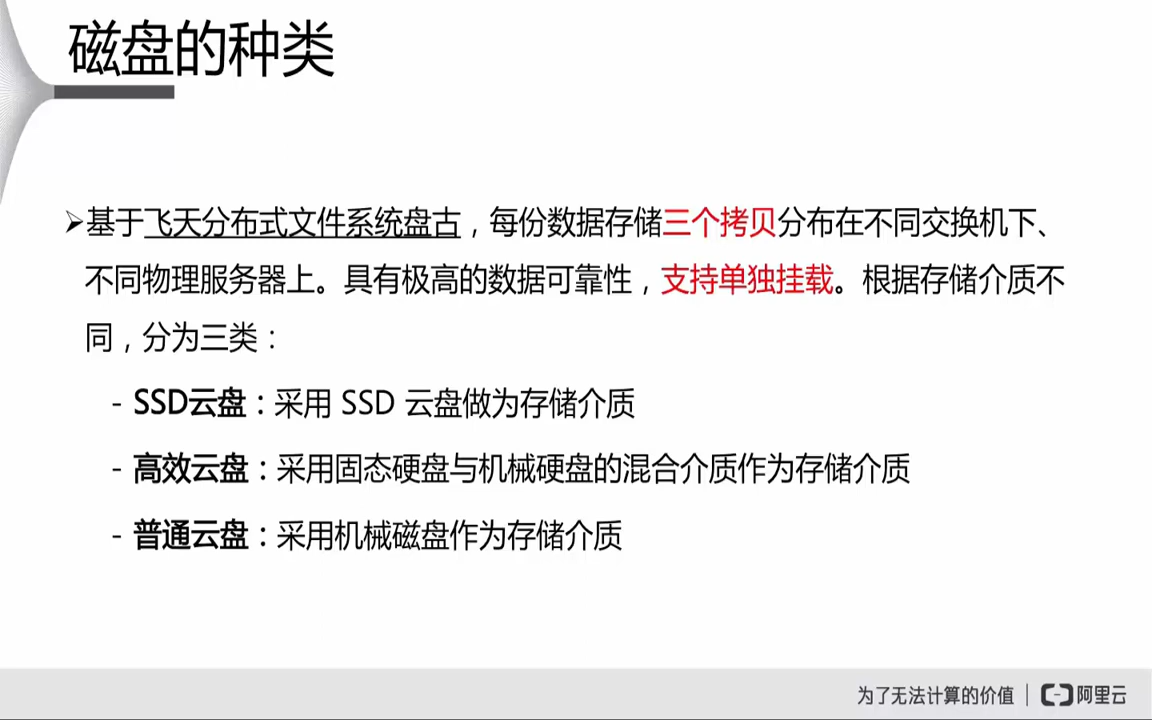 磁盘的种类
➢基于飞天分布式文件系统盘古，每份数据存储三个拷贝分布在不同交换机下、
不同物理服务器上。具有极高的数据可靠性，支持单独挂载。根据存储介质不
同，分为三类：
- SSD云盘：采用 SSD 云盘做为存储介质
- 高效云盘：采用固态硬盘与机械硬盘的混合介质作为存储介质
- 普通云盘：采用机械磁盘作为存储介质
为了无法计算的价值 | 阿里云